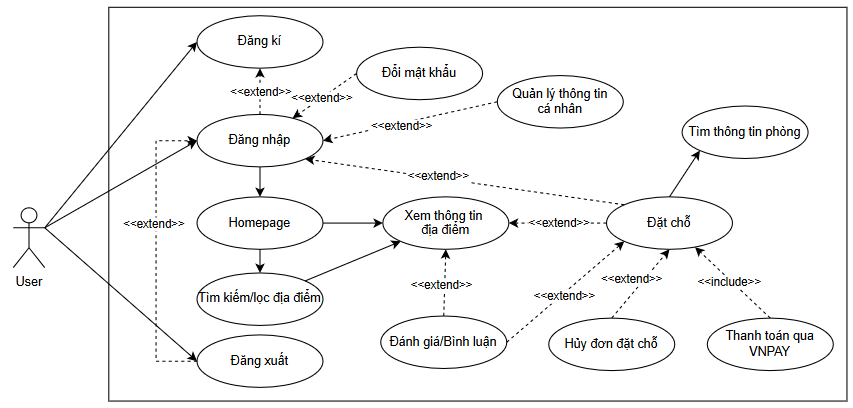 Đăng kí
Đổi mật khẩu
<<extend>>
<<extend>>
Quản lý thông tin
cá nhân
<<extend>>
Đăng nhập
Tìm thông tin phòng
<<extend>>
<<extend>>
Homepage
Xem thông tin
địa điểm
<<extend>>
Đặt chỗ
User
Tìm kiếm/lọc địa điểm
<<extend>>
<<extend>>
<<extend>>
<<include>>
Đánh giá/Bình luận
Hủy đơn đặt chỗ
Thanh toán qua
VNPAY
Đăng xuất